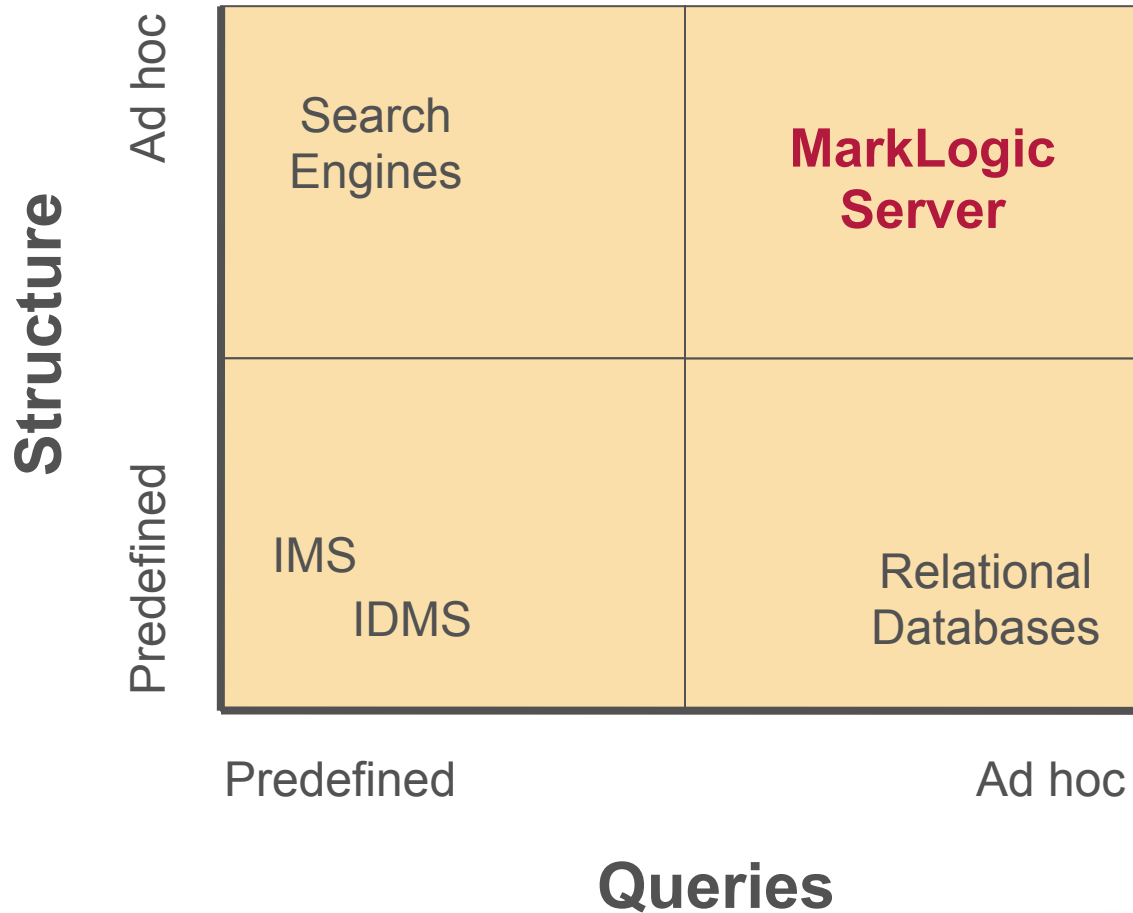 Structure
Ad hoc
Predefined
Search
Engines
MarkLogic
Server
IMS
IDMS
Relational
Databases
Predefined
Ad hoc
Queries